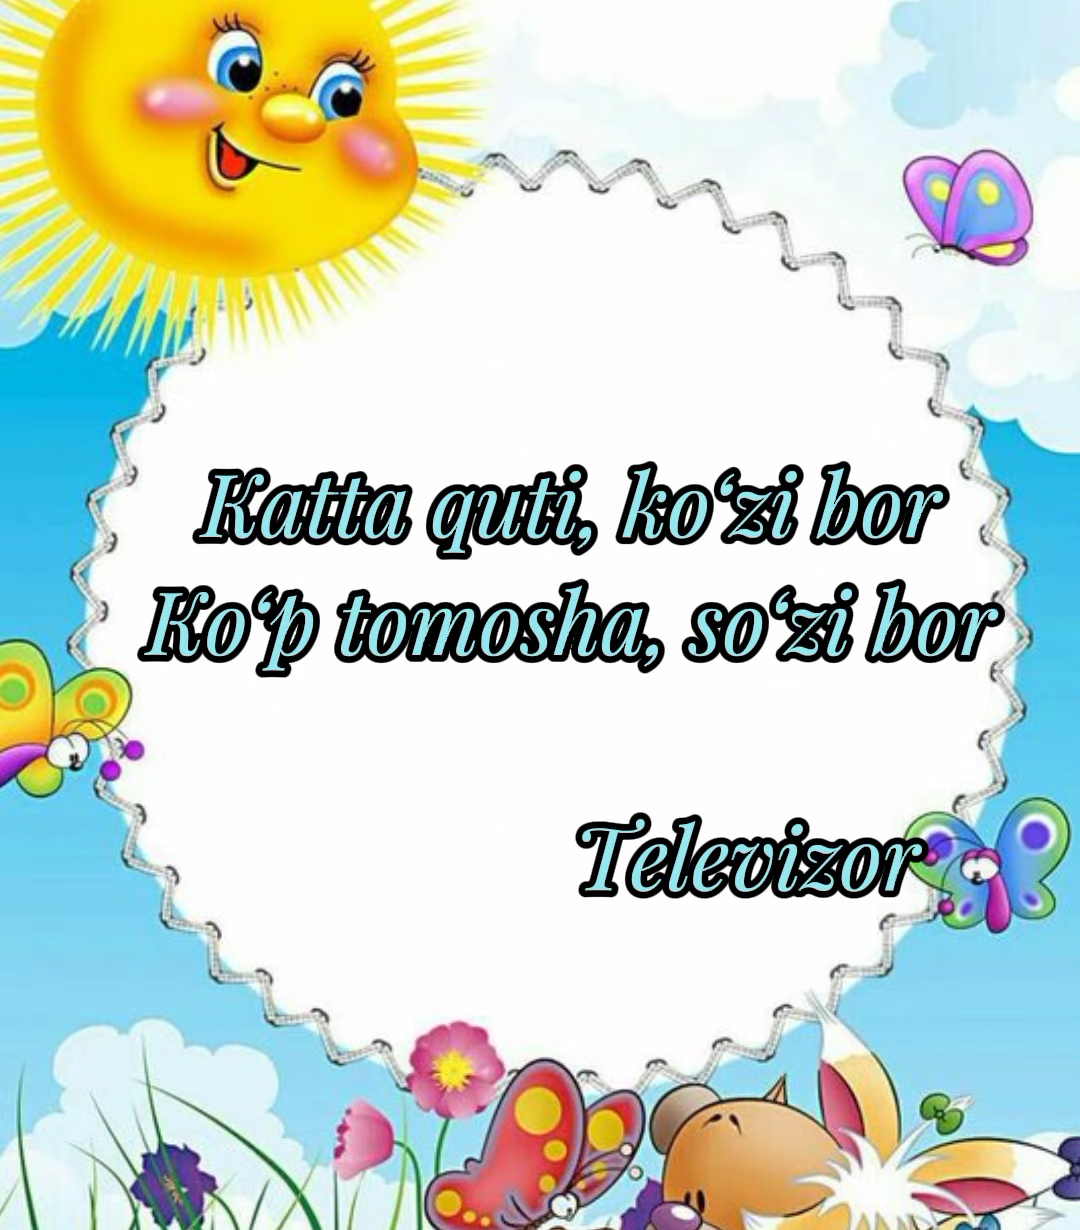 Katta quti, ko‘zi bor
Ko‘p tomosha, so‘zi bor
Televizor